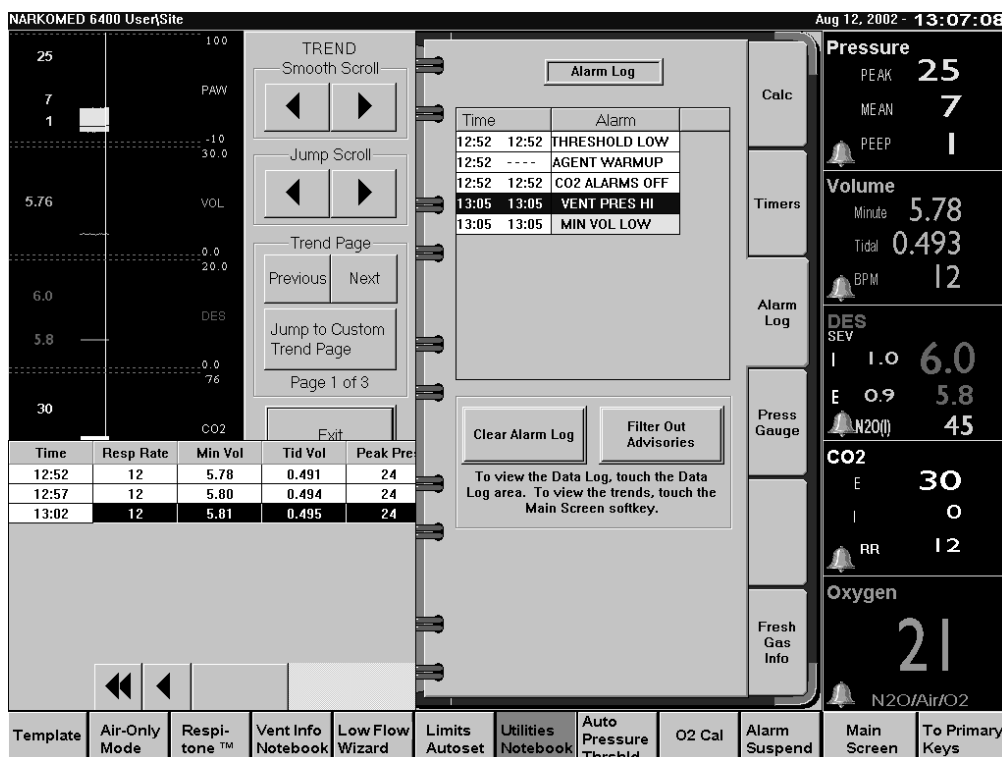 NARKOMED 6400 User\Site
Aug 12, 2002 - 13:07:08
25
7
1
100
PAW
-10
30.0
5.76
VOL
0.0
20.0
6.0
DES
5.8
0.0
76
30
CO2
TREND
Smooth Scroll
Jump Scroll
Trend Page
Previous
Next
Jump to Custom
Trend Page
Page 1 of 3
Exit
Time Resp Rate Min Vol Tid Vol Peak Pre
12:52 12 5.78 0.491 24
12:57 12 5.80 0.494 24
13:02 12 5.81 0.495 24
Alarm Log
Time Alarm
12:52 12:52 THRESHOLD LOW
12:52 ---- AGENT WARMUP
12:52 12:52 CO2 ALARMS OFF
13:05 13:05 VENT PRES HI
13:05 13:05 MIN VOL LOW
Clear Alarm Log
Filter Out
Advisories
To view the Data Log, touch the Data
Log area. To view the trends, touch the
Main Screen softkey.
Calc
Timers
Alarm
Log
Press
Gauge
Fresh
Gas
Info
Pressure
PEAK 25
MEAN 7
PEEP 1
Volume
Minute 5.78
Tidal 0.493
BPM 12
DES
SEV
I 1.0 6.0
E 0.9 5.8
N2O(I) 45
CO2
E 30
I 0
RR 12
Oxygen
21
N2O/Air/O2
Template
Air-Only
Mode
Respi-
tone ™
Vent Info
Notebook
Low Flow
Wizard
Limits
Autoset
Utilities
Notebook
Auto
Pressure
Thrshld
O2 Cal
Alarm
Suspend
Main
Screen
To Primary
Keys